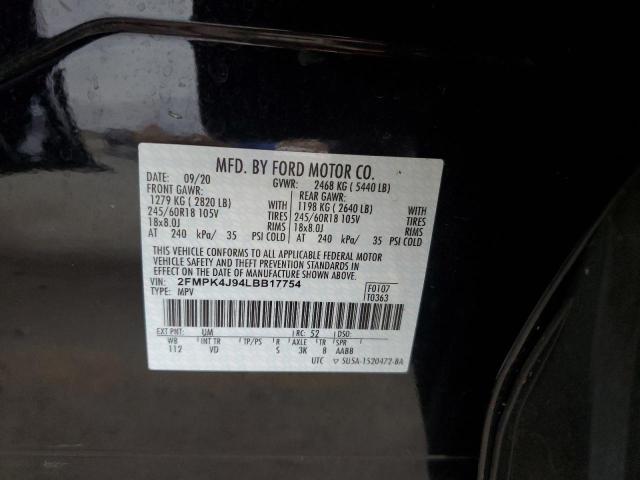 MFD. BY FORD MOTOR CO.
DATE: 09/20 GVWR: 2468 KG ( 5440 LB)
FRONT GAWR: REAR GAWR:
1279 KG ( 2820 LB) WITH 1198 KG ( 2640 LB) WITH
245/60R18 105V TIRES 245/60R18 105V TIRES
18x8.0J RIMS 18x8.0J RIMS
AT 240 kPa/ 35 PSI COLD AT 240 kPa/ 35 PSI COLD
THIS VEHICLE CONFORMS TO ALL APPLICABLE FEDERAL MOTOR
VEHICLE SAFETY AND THEFT PREVENTION STANDARDS IN
EFFECT ON THE DATE OF MANUFACTURE SHOWN ABOVE.
VIN: 2FMPK4J94LBB17754 F0107
TYPE: MPV T0363
EXT PNT: UM RC: 52 DSO:
WB INT TR TP/PS R AXLE TR SPR
112 VD S 3K 8 AABB
UTC ▽ 5U5A-1520472-BA